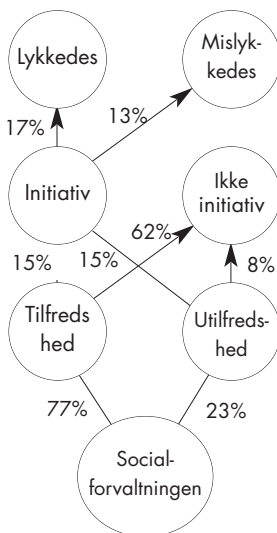 Lykkedes
Mislyk-
kedes
17%
13%
Initiativ
Ikke
initiativ
62%
15%
15%
8%
Tilfreds
hed
Utilfreds-
hed
77%
23%
Social-
forvaltningen